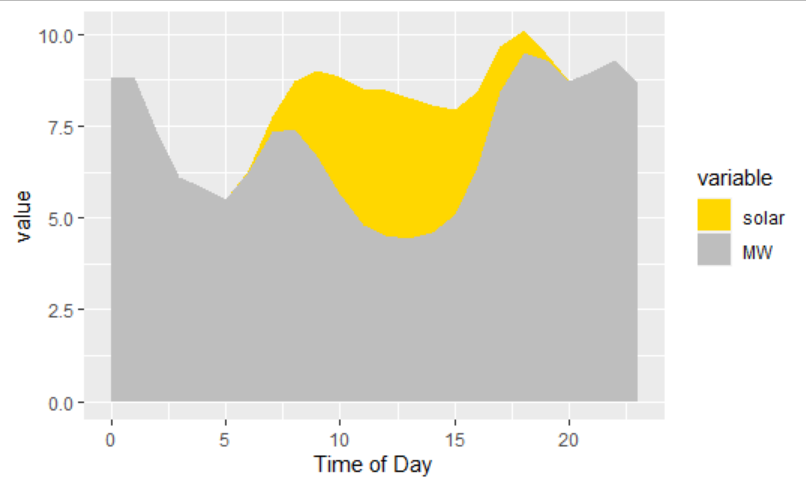 10.0
7.5
5.0
2.5
0.0
value
0 5 10 15 20
Time of Day
variable
solar
MW